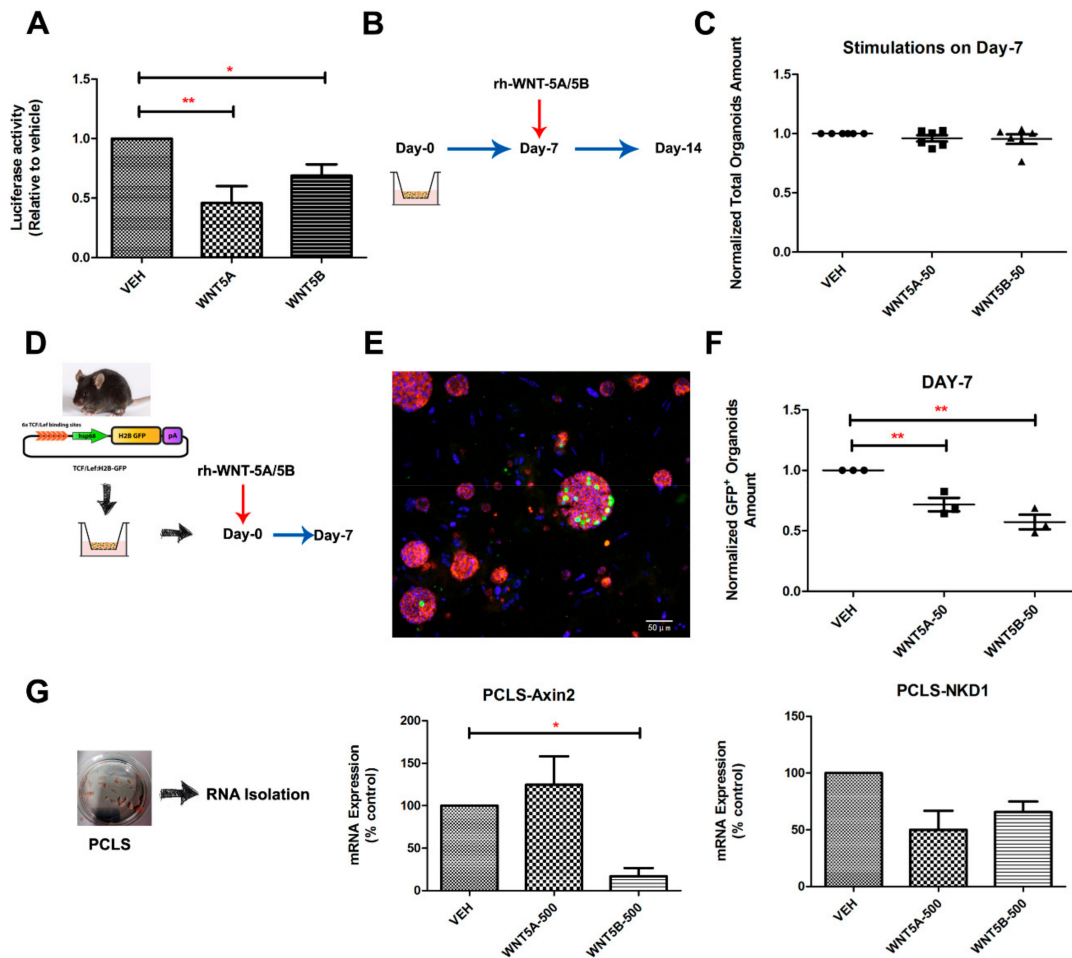 A
Luciferase activity
(Relative to vehicle)
1.5
1.0
0.5
0.0
*
**
VEH
WNT5A
WNT5B
B
rh-WNT-5A/5B
Day-0
Day-7
Day-14
C
Stimulations on Day-7
Normalized Total Organoids Amount
1.5
1.0
0.5
0.0
VEH
WNT5A-50
WNT5B-50
D
6x TCF/Lef binding sites
hsp68
H2B GFP
pA
TCF/Lef:H2B-GFP
rh-WNT-5A/5B
Day-0
Day-7
E
50 μm
F
DAY-7
Normalized GFP⁺ Organoids
Amount
1.5
1.0
0.5
0.0
**
**
VEH
WNT5A-50
WNT5B-50
G
PCLS
RNA Isolation
PCLS-Axin2
mRNA Expression
(% control)
200
150
100
50
0
*
VEH
WNT5A-500
WNT5B-500
PCLS-NKD1
mRNA Expression
(% control)
150
100
50
0
VEH
WNT5A-500
WNT5B-500